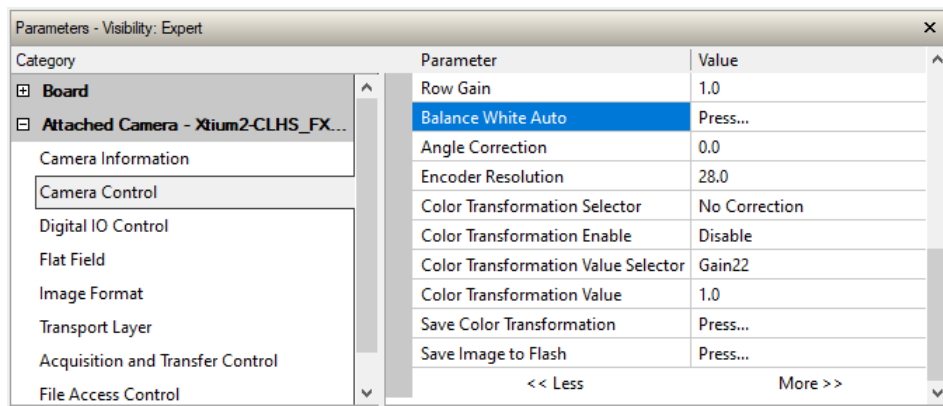 Parameters - Visibility: Expert
Category
Board
Attached Camera - Xtium2-CLHS_FX...
Camera Information
Camera Control
Digital IO Control
Flat Field
Image Format
Transport Layer
Acquisition and Transfer Control
File Access Control
Parameter Value
Row Gain 1.0
Balance White Auto Press...
Angle Correction 0.0
Encoder Resolution 28.0
Color Transformation Selector No Correction
Color Transformation Enable Disable
Color Transformation Value Selector Gain22
Color Transformation Value 1.0
Save Color Transformation Press...
Save Image to Flash Press...
<< Less More >>